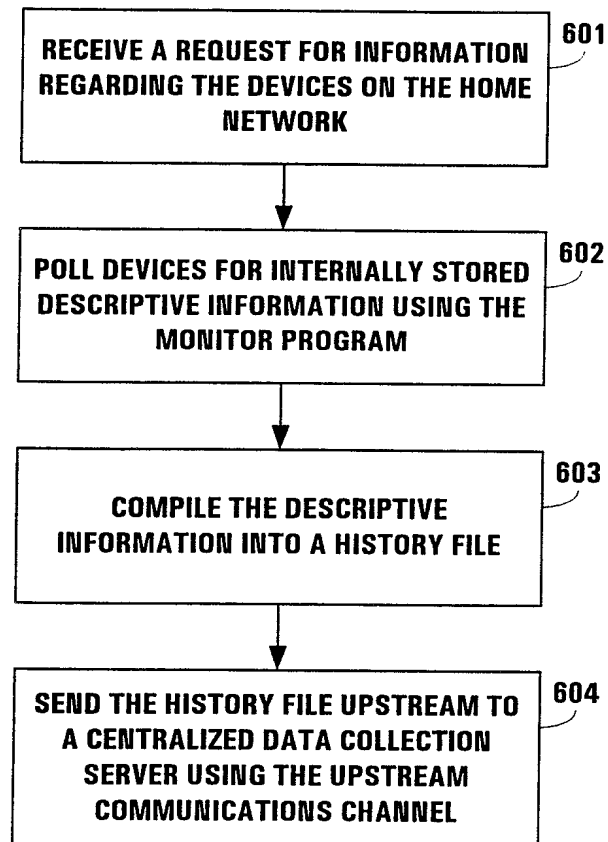 601
RECEIVE A REQUEST FOR INFORMATION
REGARDING THE DEVICES ON THE HOME
NETWORK
602
POLL DEVICES FOR INTERNALLY STORED
DESCRIPTIVE INFORMATION USING THE
MONITOR PROGRAM
603
COMPILE THE DESCRIPTIVE
INFORMATION INTO A HISTORY FILE
604
SEND THE HISTORY FILE UPSTREAM TO
A CENTRALIZED DATA COLLECTION
SERVER USING THE UPSTREAM
COMMUNICATIONS CHANNEL